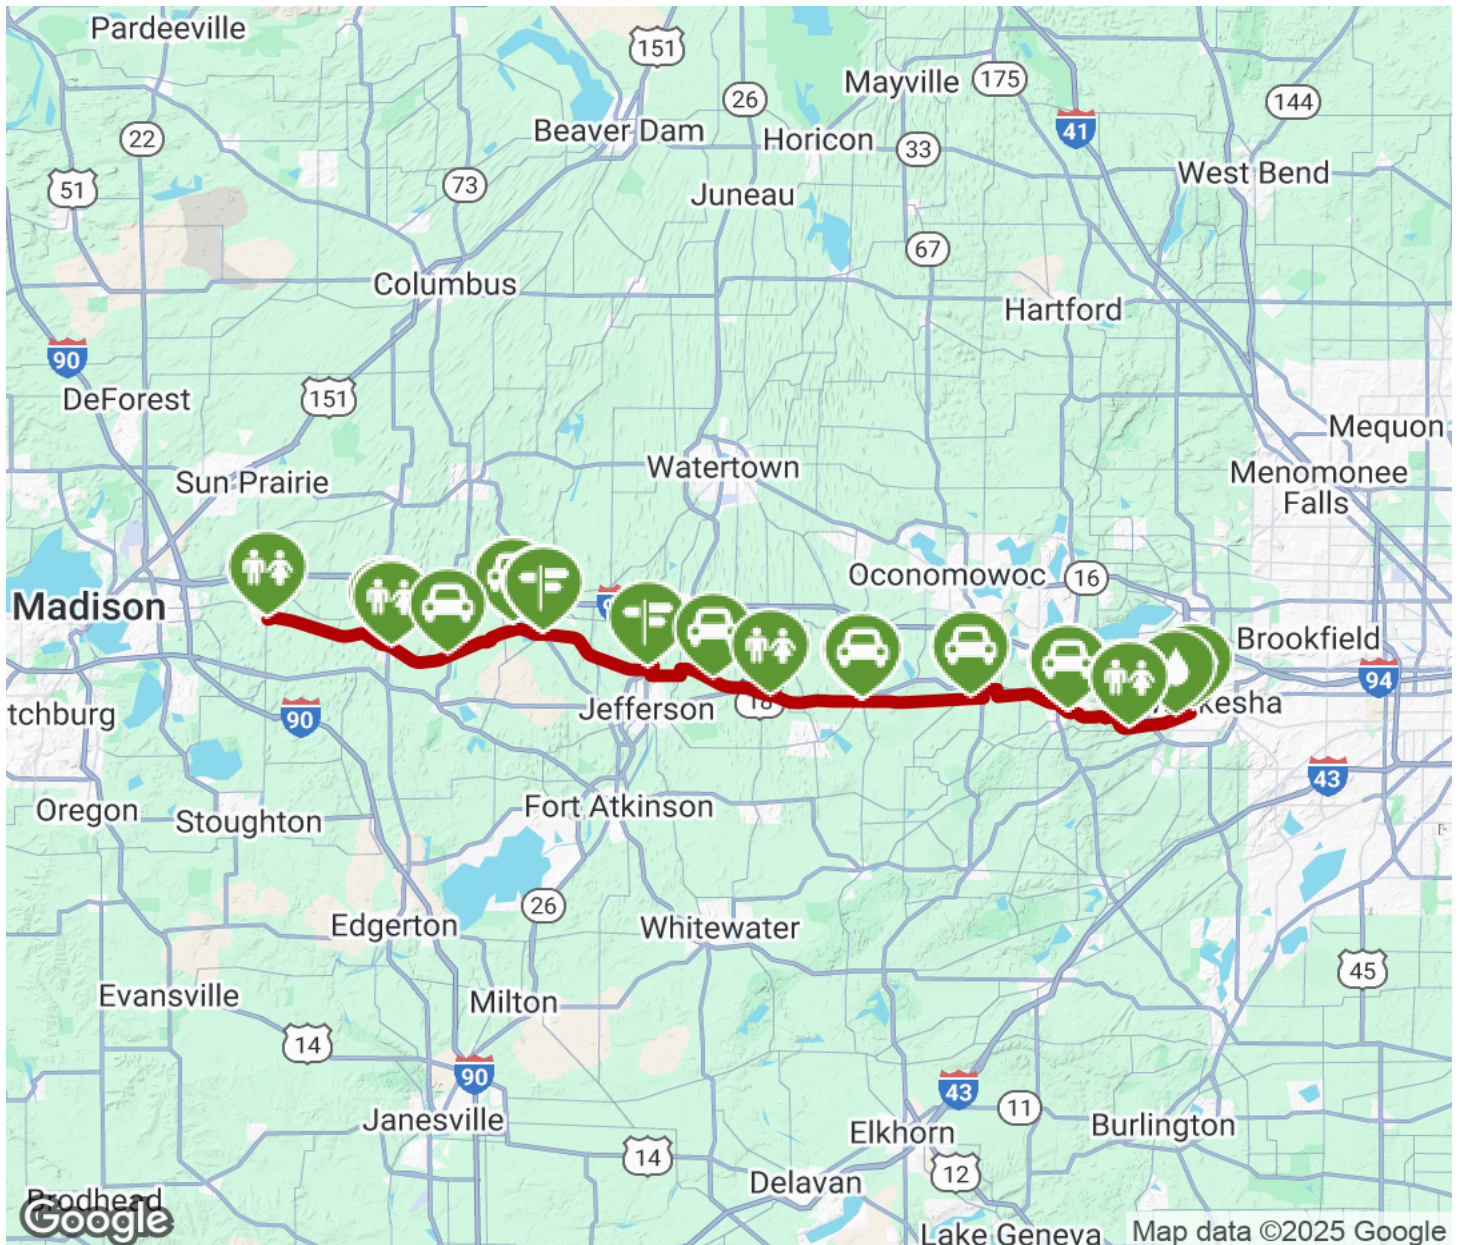 Pardeeville
151
Mayville
175
26
144
41
22
Beaver Dam
Horicon
33
West Bend
51
73
Juneau
67
Columbus
Hartford
90
DeForest
151
Mequon
Watertown
Menomonee
Falls
Sun Prairie
Oconomowoc
16
Madison
Brookfield
94
tchburg
90
Jefferson
18
kesha
43
Oregon
Stoughton
Fort Atkinson
26
Edgerton
Whitewater
45
Evansville
Milton
14
90
43
11
Janesville
Elkhorn
Burlington
14
12
Delavan
Brodhead
Google
Lake Geneva
Map data ©2025 Google